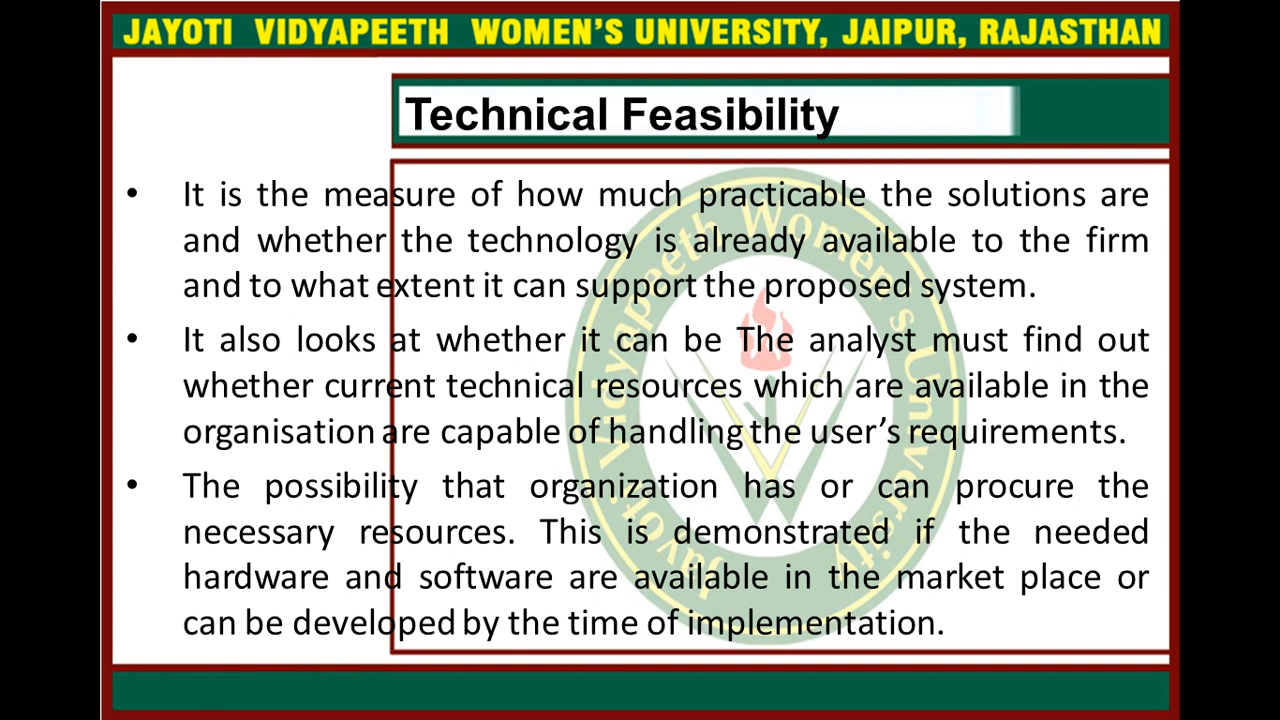 JAYOTI VIDYAPEETH WOMEN'S UNIVERSITY, JAIPUR, RAJASTHAN
Technical Feasibility
• It is the measure of how much practicable the solutions are
and whether the technology is already available to the firm
and to what extent it can support the proposed system.
• It also looks at whether it can be The analyst must find out
whether current technical resources which are available in the
organisation are capable of handling the user's requirements.
• The possibility that organization has or can procure the
necessary resources. This is demonstrated if the needed
hardware and software are available in the market place or
can be developed by the time of implementation.
Jayoti Vidyapeeth Women's University